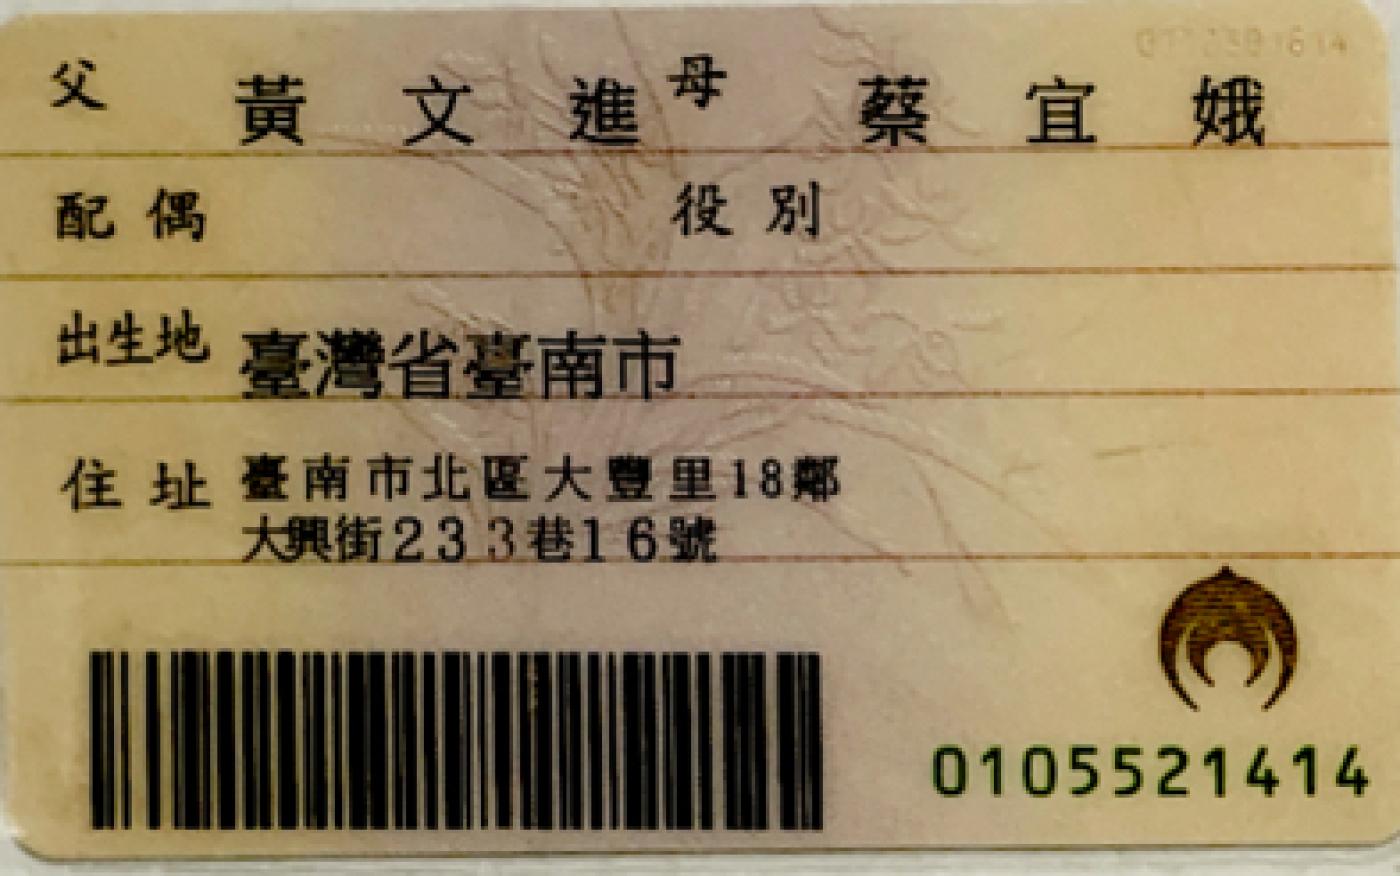 父 黃文進 母 蔡宜娥
配偶 役別
出生地 臺灣省臺南市
住址 臺南市北區大豐里18鄰
大興街233巷16號
0105521414